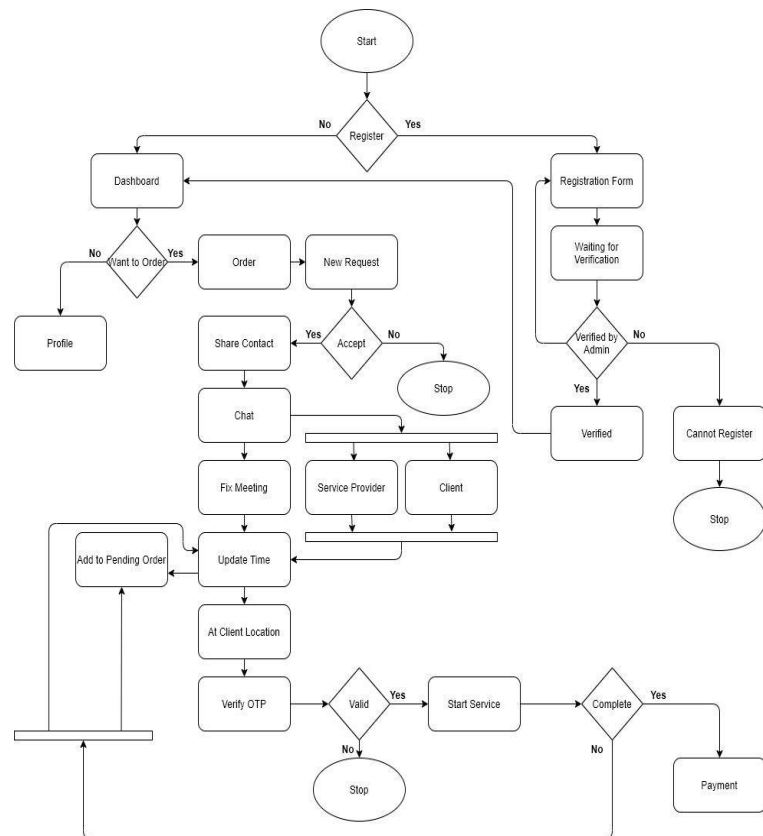 Start
No
Yes
Register
Dashboard
Registration Form
No
Want to Order
Yes
Order
New Request
Waiting for
Verification
Profile
Share Contact
Yes
Accept
No
Verified by
Admin
No
Stop
Yes
Chat
Verified
Cannot Register
Fix Meeting
Service Provider
Client
Stop
Add to Pending Order
Update Time
At Client Location
Verify OTP
Valid
Yes
Start Service
Complete
Yes
No
No
Stop
Payment